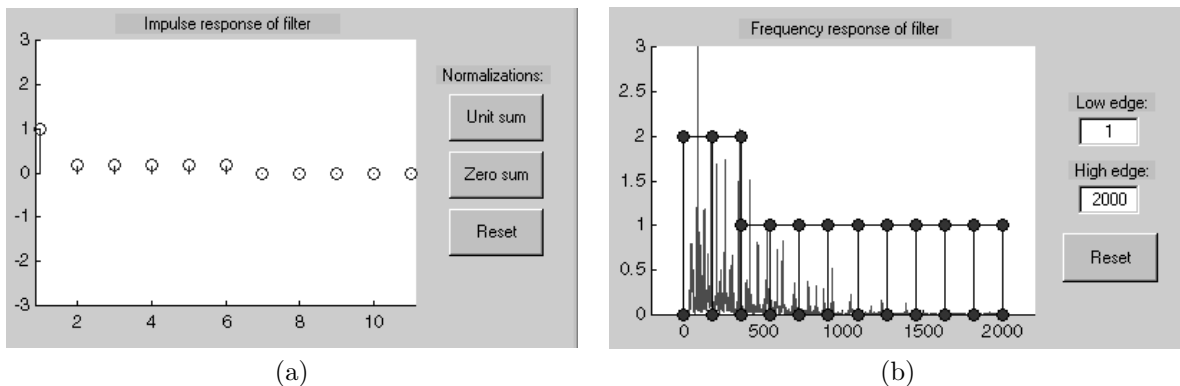 Impulse response of filter
3
2
1
0
-1
-2
-3
2 4 6 8 10
Normalizations:
Unit sum
Zero sum
Reset
(a)
Frequency response of filter
3
2.5
2
1.5
1
0.5
0
0 500 1000 1500 2000
Low edge:
1
High edge:
2000
Reset
(b)